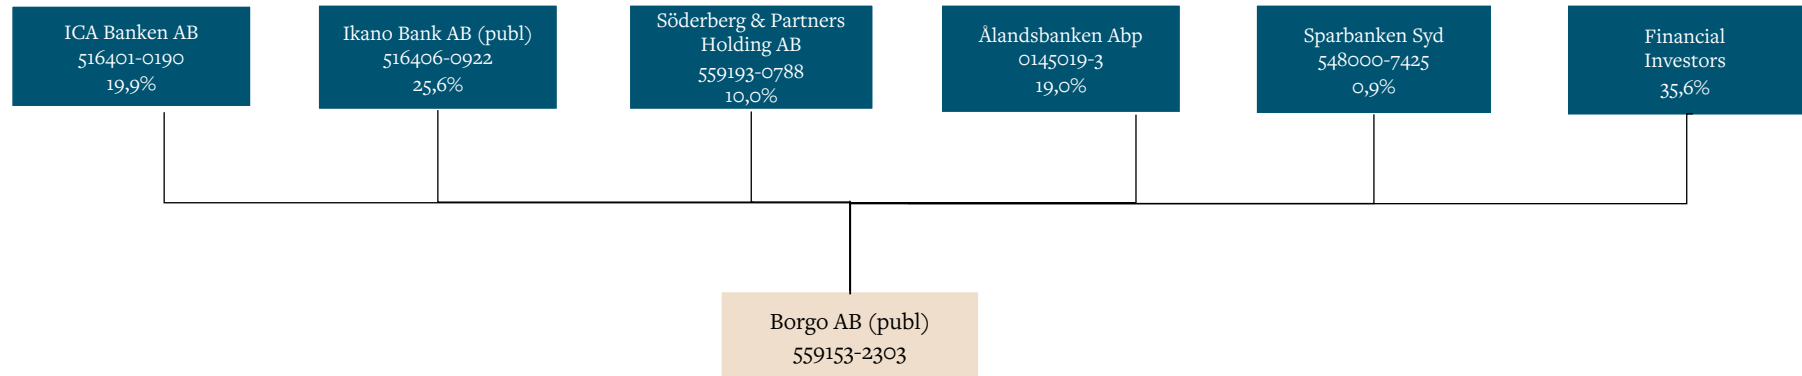 ICA Banken AB
516401-0190
19,9%
Ikano Bank AB (publ)
516406-0922
25,6%
Söderberg & Partners
Holding AB
559193-0788
10,0%
Ålandsbanken Abp
0145019-3
19,0%
Sparbanken Syd
548000-7425
0,9%
Financial
Investors
35,6%
Borgo AB (publ)
559153-2303